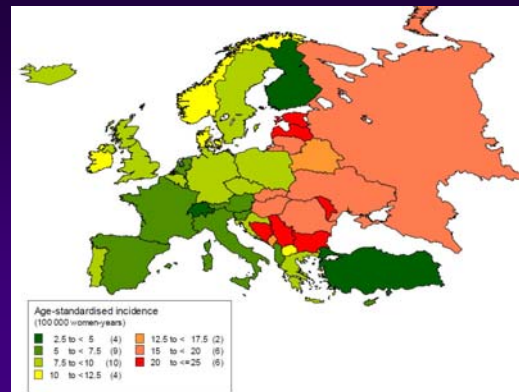 Age-standardised incidence
(100 000 women-years)
2.5 to < 5 (4)
5 to < 7.5 (9)
7.5 to <10 (10)
10 to <12.5 (4)
12.5 to < 17.5 (2)
15 to < 20 (6)
20 to <=25 (6)